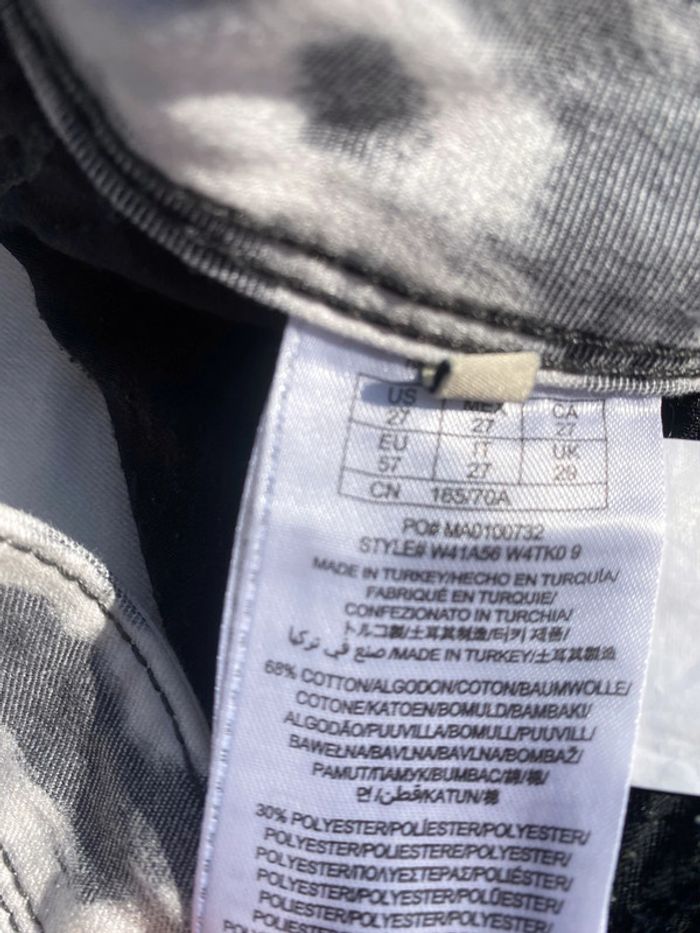 US MEX CA
27 27 27
EU IT UK
57 27 29
CN 165/70A
PO# MA0100732
STYLE# W41A56 W4TK0 9
MADE IN TURKEY/HECHO EN TURQUÍA/
FABRIQUÉ EN TURQUIE/
CONFEZIONATO IN TURCHIA/
トルコ製/土耳其制造/터키 제품/
صنع في تركيا/MADE IN TURKEY/土耳其製造
68% COTTON/ALGODON/COTON/BAUMWOLLE/
COTONE/KATOEN/BOMULD/BAMBAKI/
ALGODÃO/PUUVILLA/BOMULL/PUUVILL/
BAWEŁNA/BAVLNA/BAVLNA/BOMBAŽ/
PAMUT/ПАМУК/BUMBAC/綿/棉/
면/قطن/KATUN/棉
30% POLYESTER/POLÍESTER/POLYESTER/
POLYESTER/POLIESTERE/POLYESTER/
POLYESTER/ΠΟΛΥΕΣΤΕΡΑΣ/POLIÉSTER/
POLYESTERI/POLYESTER/POLÜESTER/
POLIESTER/POLYESTER/POLYESTER/